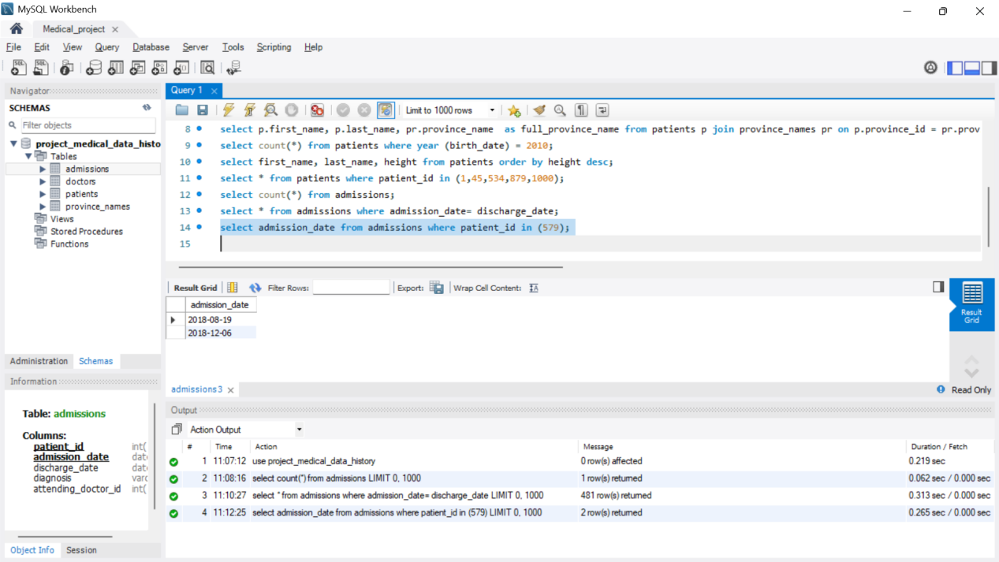 MySQL Workbench
Medical_project
File Edit View Query Database Server Tools Scripting Help
Navigator
SCHEMAS
Filter objects
project_medical_data_histo
Tables
admissions
doctors
patients
province_names
Views
Stored Procedures
Functions
Administration Schemas
Information
Table: admissions
Columns:
patient_id int(
admission_date dat
discharge_date dat
diagnosis varc
attending_doctor_id int(
Object Info Session
Query 1
Limit to 1000 rows
8 select p.first_name, p.last_name, pr.province_name as full_province_name from patients p join province_names pr on p.province_id = pr.prov
9 select count(*) from patients where year (birth_date) = 2010;
10 select first_name, last_name, height from patients order by height desc;
11 select * from patients where patient_id in (1,45,534,879,1000);
12 select count(*) from admissions;
13 select * from admissions where admission_date= discharge_date;
14 select admission_date from admissions where patient_id in (579);
15
Result Grid Filter Rows: Export: Wrap Cell Content:
admission_date
2018-08-19
2018-12-06
Result
Grid
admissions3
Read Only
Output
Action Output
# Time Action Message Duration / Fetch
1 11:07:12 use project_medical_data_history 0 row(s) affected 0.219 sec
2 11:08:16 select count(*) from admissions LIMIT 0, 1000 1 row(s) returned 0.062 sec / 0.000 sec
3 11:10:27 select * from admissions where admission_date= discharge_date LIMIT 0, 1000 481 row(s) returned 0.313 sec / 0.000 sec
4 11:12:25 select admission_date from admissions where patient_id in (579) LIMIT 0, 1000 2 row(s) returned 0.265 sec / 0.000 sec